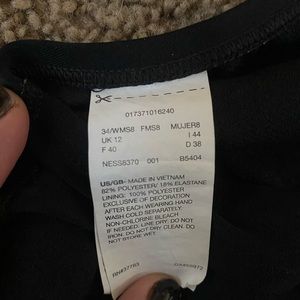 017371016240
34/WMS8 FMS8 MUJER8
UK 12 I 44
F 40 D 38
NESS8370 001 B5404
US/GB- MADE IN VIETNAM
82% POLYESTER/ 18% ELASTANE
LINING: 100% POLYESTER
EXCLUSIVE OF DECORATION
AFTER EACH WEARING HAND
WASH COLD SEPARATELY.
NON-CHLORINE BLEACH
IF NEEDED. LINE DRY. DO NOT
IRON. DO NOT DRY CLEAN. DO
NOT STORE WET.